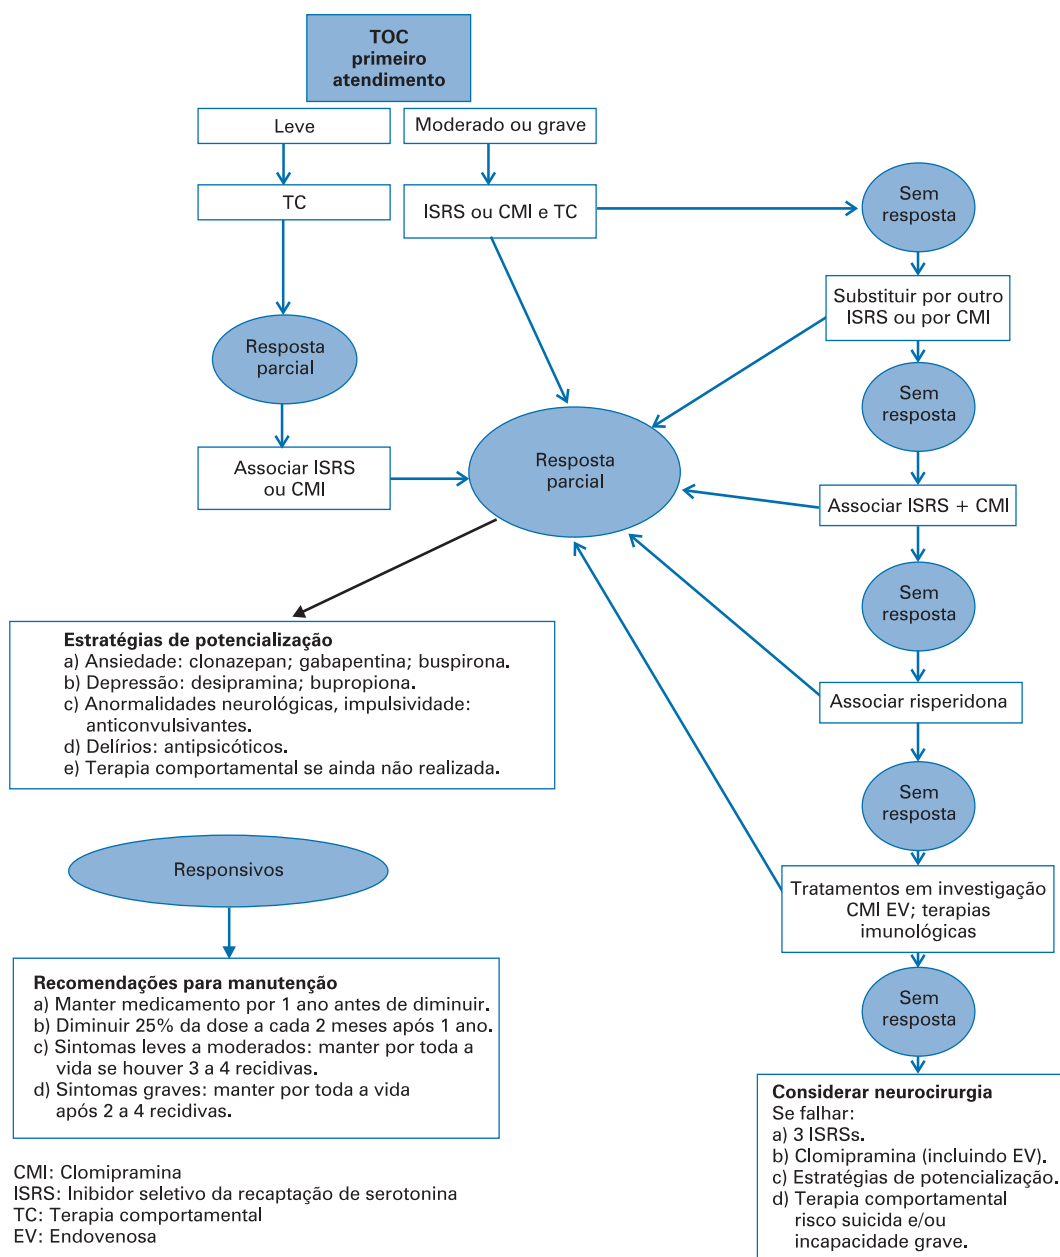 TOC
primeiro
atendimento
Leve
Moderado ou grave
TC
ISRS ou CMI e TC
Sem
resposta
Substituir por outro
ISRS ou por CMI
Resposta
parcial
Sem
resposta
Associar ISRS
ou CMI
Resposta
parcial
Associar ISRS + CMI
Sem
resposta
Estratégias de potencialização
a) Ansiedade: clonazepan; gabapentina; buspirona.
b) Depressão: desipramina; bupropiona.
c) Anormalidades neurológicas, impulsividade:
anticonvulsivantes.
d) Delírios: antipsicóticos.
e) Terapia comportamental se ainda não realizada.
Associar risperidona
Sem
resposta
Responsivos
Tratamentos em investigação
CMI EV; terapias
imunológicas
Recomendações para manutenção
a) Manter medicamento por 1 ano antes de diminuir.
b) Diminuir 25% da dose a cada 2 meses após 1 ano.
c) Sintomas leves a moderados: manter por toda a
vida se houver 3 a 4 recidivas.
d) Sintomas graves: manter por toda a vida
após 2 a 4 recidivas.
Sem
resposta
Considerar neurocirurgia
Se falhar:
a) 3 ISRSs.
b) Clomipramina (incluindo EV).
c) Estratégias de potencialização.
d) Terapia comportamental
risco suicida e/ou
incapacidade grave.
CMI: Clomipramina
ISRS: Inibidor seletivo da recaptação de serotonina
TC: Terapia comportamental
EV: Endovenosa